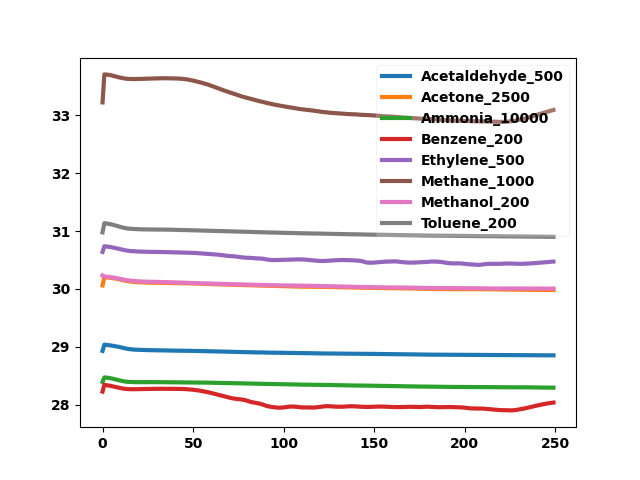 33
32
31
30
29
28
0 50 100 150 200 250
Acetaldehyde_500
Acetone_2500
Ammonia_10000
Benzene_200
Ethylene_500
Methane_1000
Methanol_200
Toluene_200